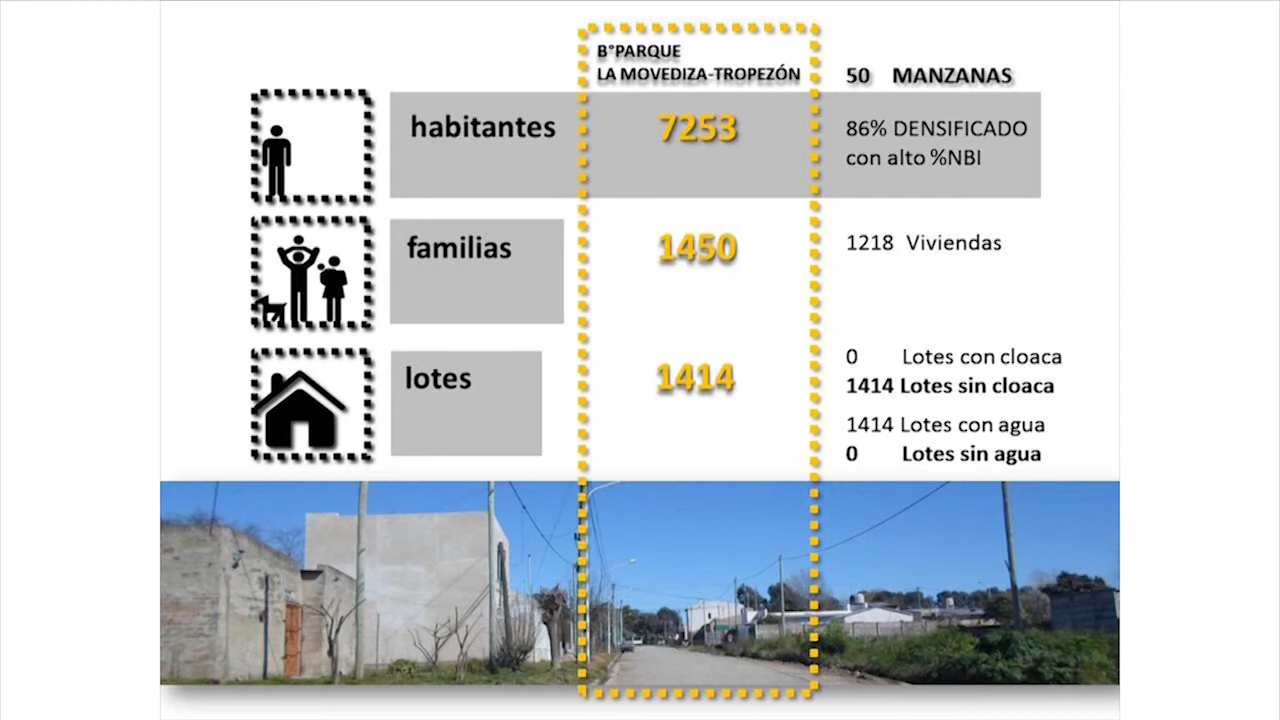 B°PARQUE
LA MOVEDIZA-TROPEZÓN
50 MANZANAS
habitantes
7253
86% DENSIFICADO
con alto %NBI
familias
1450
1218 Viviendas
lotes
1414
0 Lotes con cloaca
1414 Lotes sin cloaca
1414 Lotes con agua
0 Lotes sin agua